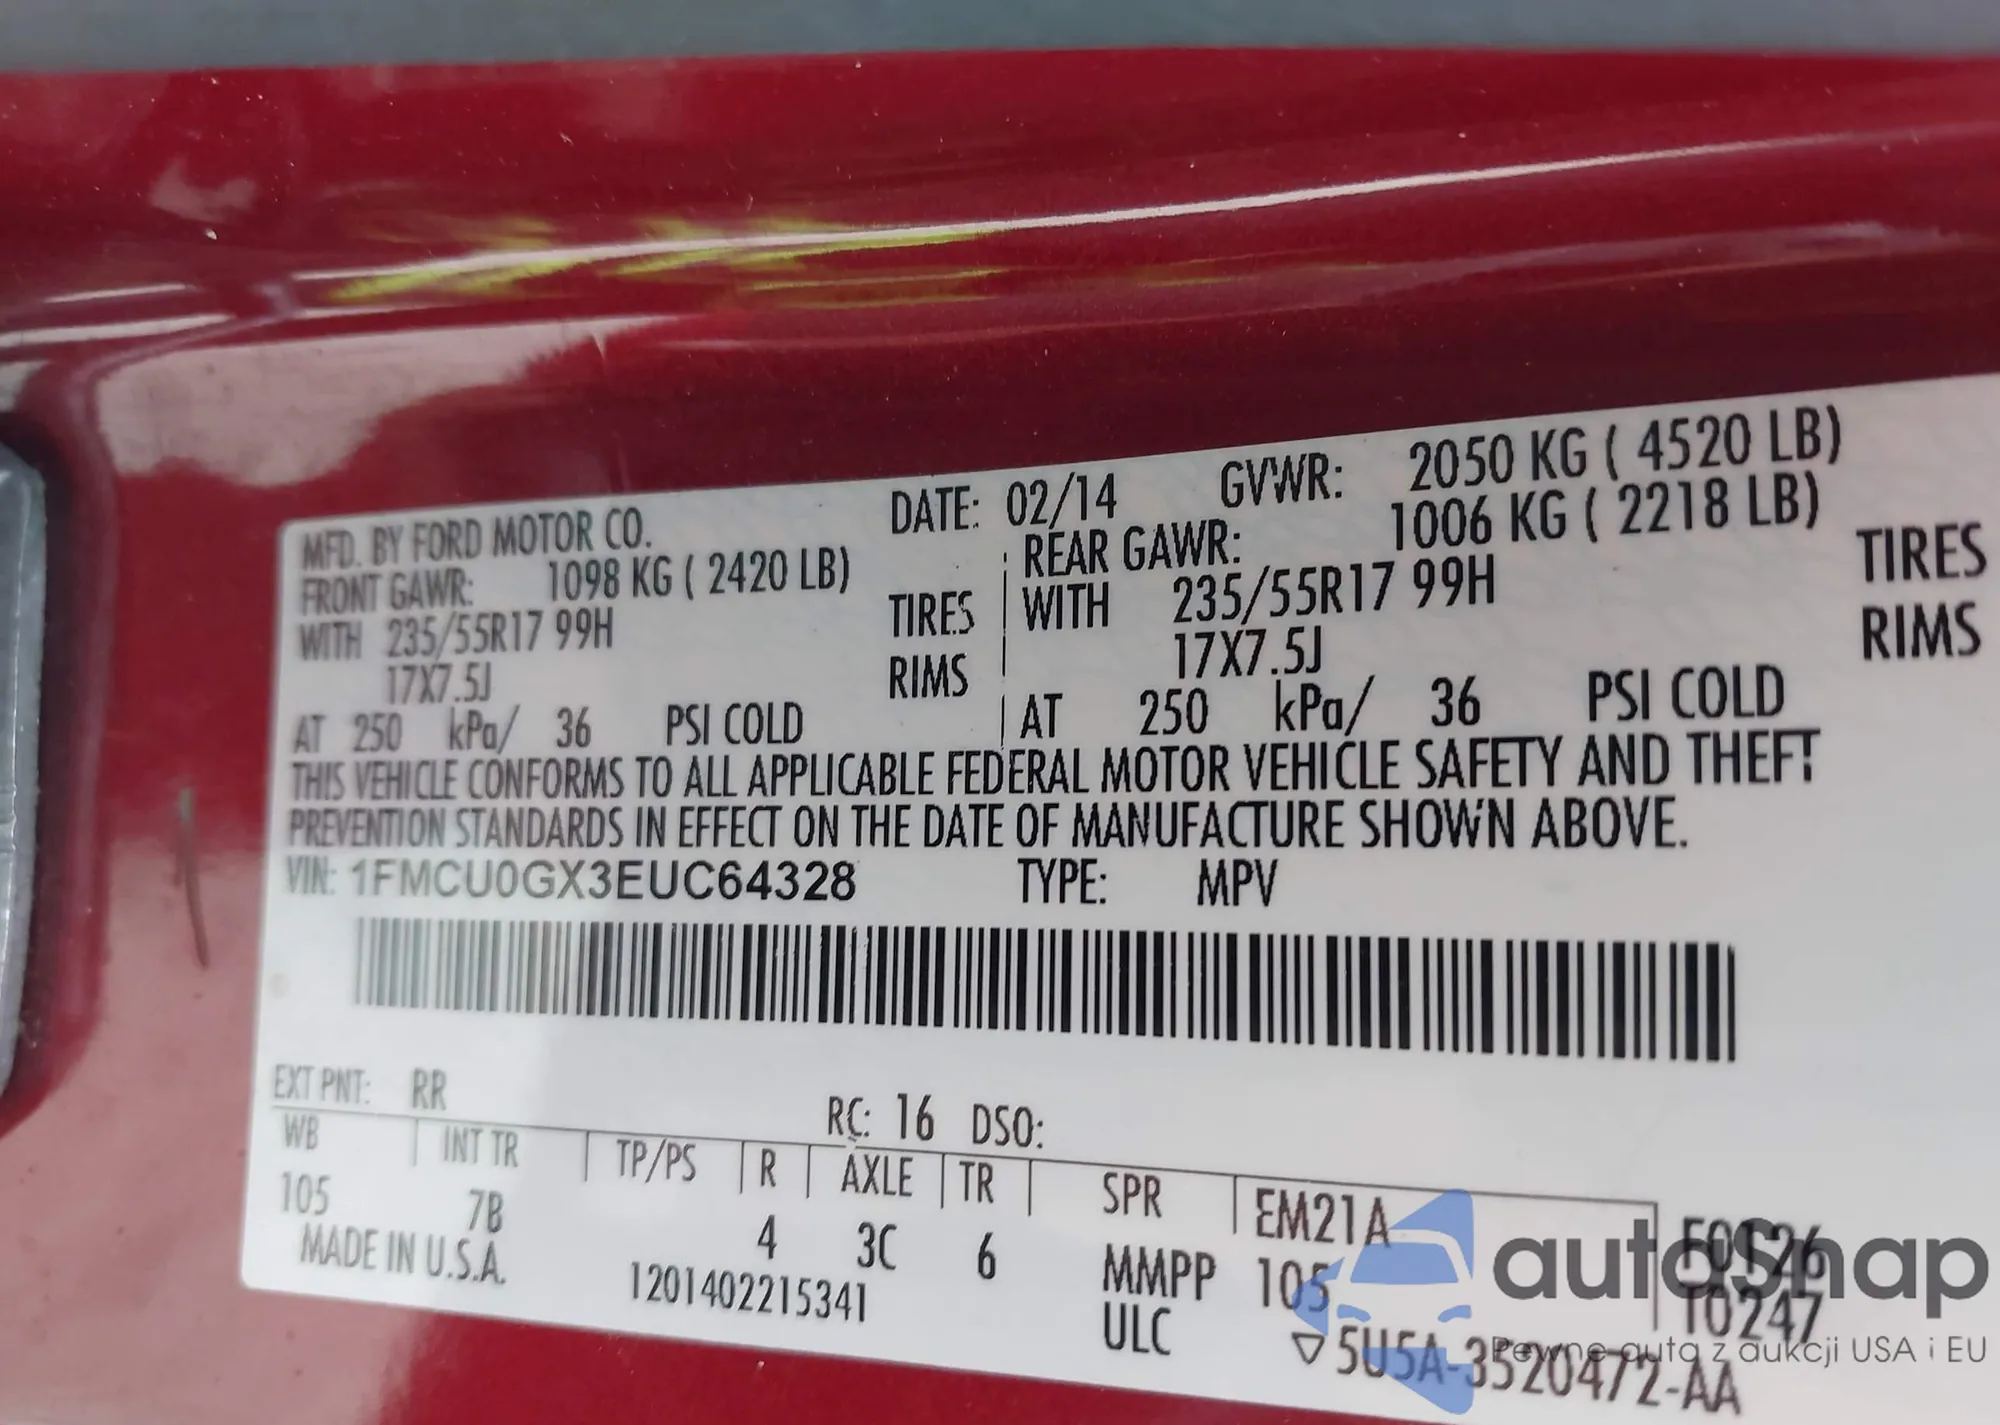 MFD. BY FORD MOTOR CO. DATE: 02/14 GVWR: 2050 KG ( 4520 LB)
FRONT GAWR: 1098 KG ( 2420 LB) REAR GAWR: 1006 KG ( 2218 LB)
WITH 235/55R17 99H TIRES WITH 235/55R17 99H TIRES
17X7.5J RIMS 17X7.5J RIMS
AT 250 kPa/ 36 PSI COLD AT 250 kPa/ 36 PSI COLD
THIS VEHICLE CONFORMS TO ALL APPLICABLE FEDERAL MOTOR VEHICLE SAFETY AND THEFT
PREVENTION STANDARDS IN EFFECT ON THE DATE OF MANUFACTURE SHOWN ABOVE.
VIN: 1FMCU0GX3EUC64328 TYPE: MPV
EXT PNT: RR RC: 16 DSO:
WB INT TR TP/PS R AXLE TR SPR EM21A F0126
105 7B 4 3C 6 MMPP 105 T0247
MADE IN U.S.A. 1201402215341 ULC ▽5U5A-3520472-AA
autosnap
Pewne auta z aukcji USA i EU